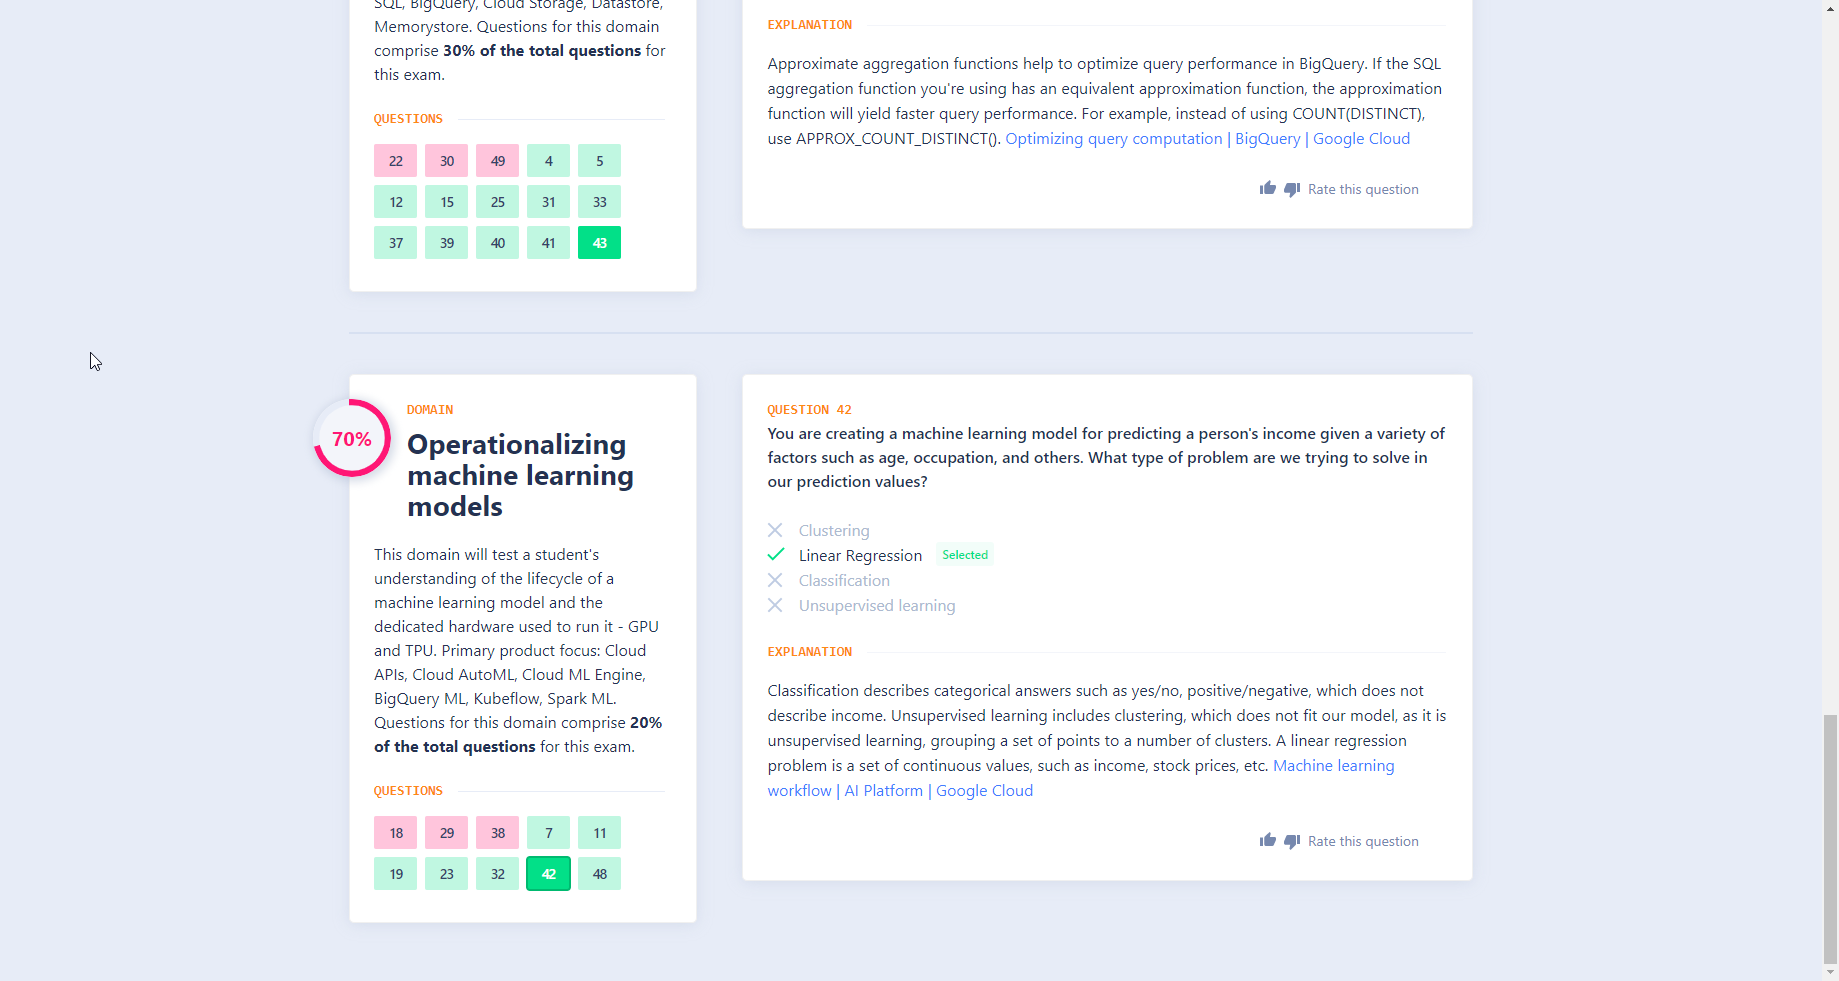 SQL, BigQuery, Cloud Storage, Datastore,
Memorystore. Questions for this domain
comprise 30% of the total questions for
this exam.
QUESTIONS
22 30 49 4 5
12 15 25 31 33
37 39 40 41 43
EXPLANATION
Approximate aggregation functions help to optimize query performance in BigQuery. If the SQL
aggregation function you're using has an equivalent approximation function, the approximation
function will yield faster query performance. For example, instead of using COUNT(DISTINCT),
use APPROX_COUNT_DISTINCT(). Optimizing query computation | BigQuery | Google Cloud
Rate this question
70%
DOMAIN
Operationalizing
machine learning
models
This domain will test a student's
understanding of the lifecycle of a
machine learning model and the
dedicated hardware used to run it - GPU
and TPU. Primary product focus: Cloud
APIs, Cloud AutoML, Cloud ML Engine,
BigQuery ML, Kubeflow, Spark ML.
Questions for this domain comprise 20%
of the total questions for this exam.
QUESTIONS
18 29 38 7 11
19 23 32 42 48
QUESTION 42
You are creating a machine learning model for predicting a person's income given a variety of
factors such as age, occupation, and others. What type of problem are we trying to solve in
our prediction values?
Clustering
Linear Regression Selected
Classification
Unsupervised learning
EXPLANATION
Classification describes categorical answers such as yes/no, positive/negative, which does not
describe income. Unsupervised learning includes clustering, which does not fit our model, as it is
unsupervised learning, grouping a set of points to a number of clusters. A linear regression
problem is a set of continuous values, such as income, stock prices, etc. Machine learning
workflow | AI Platform | Google Cloud
Rate this question